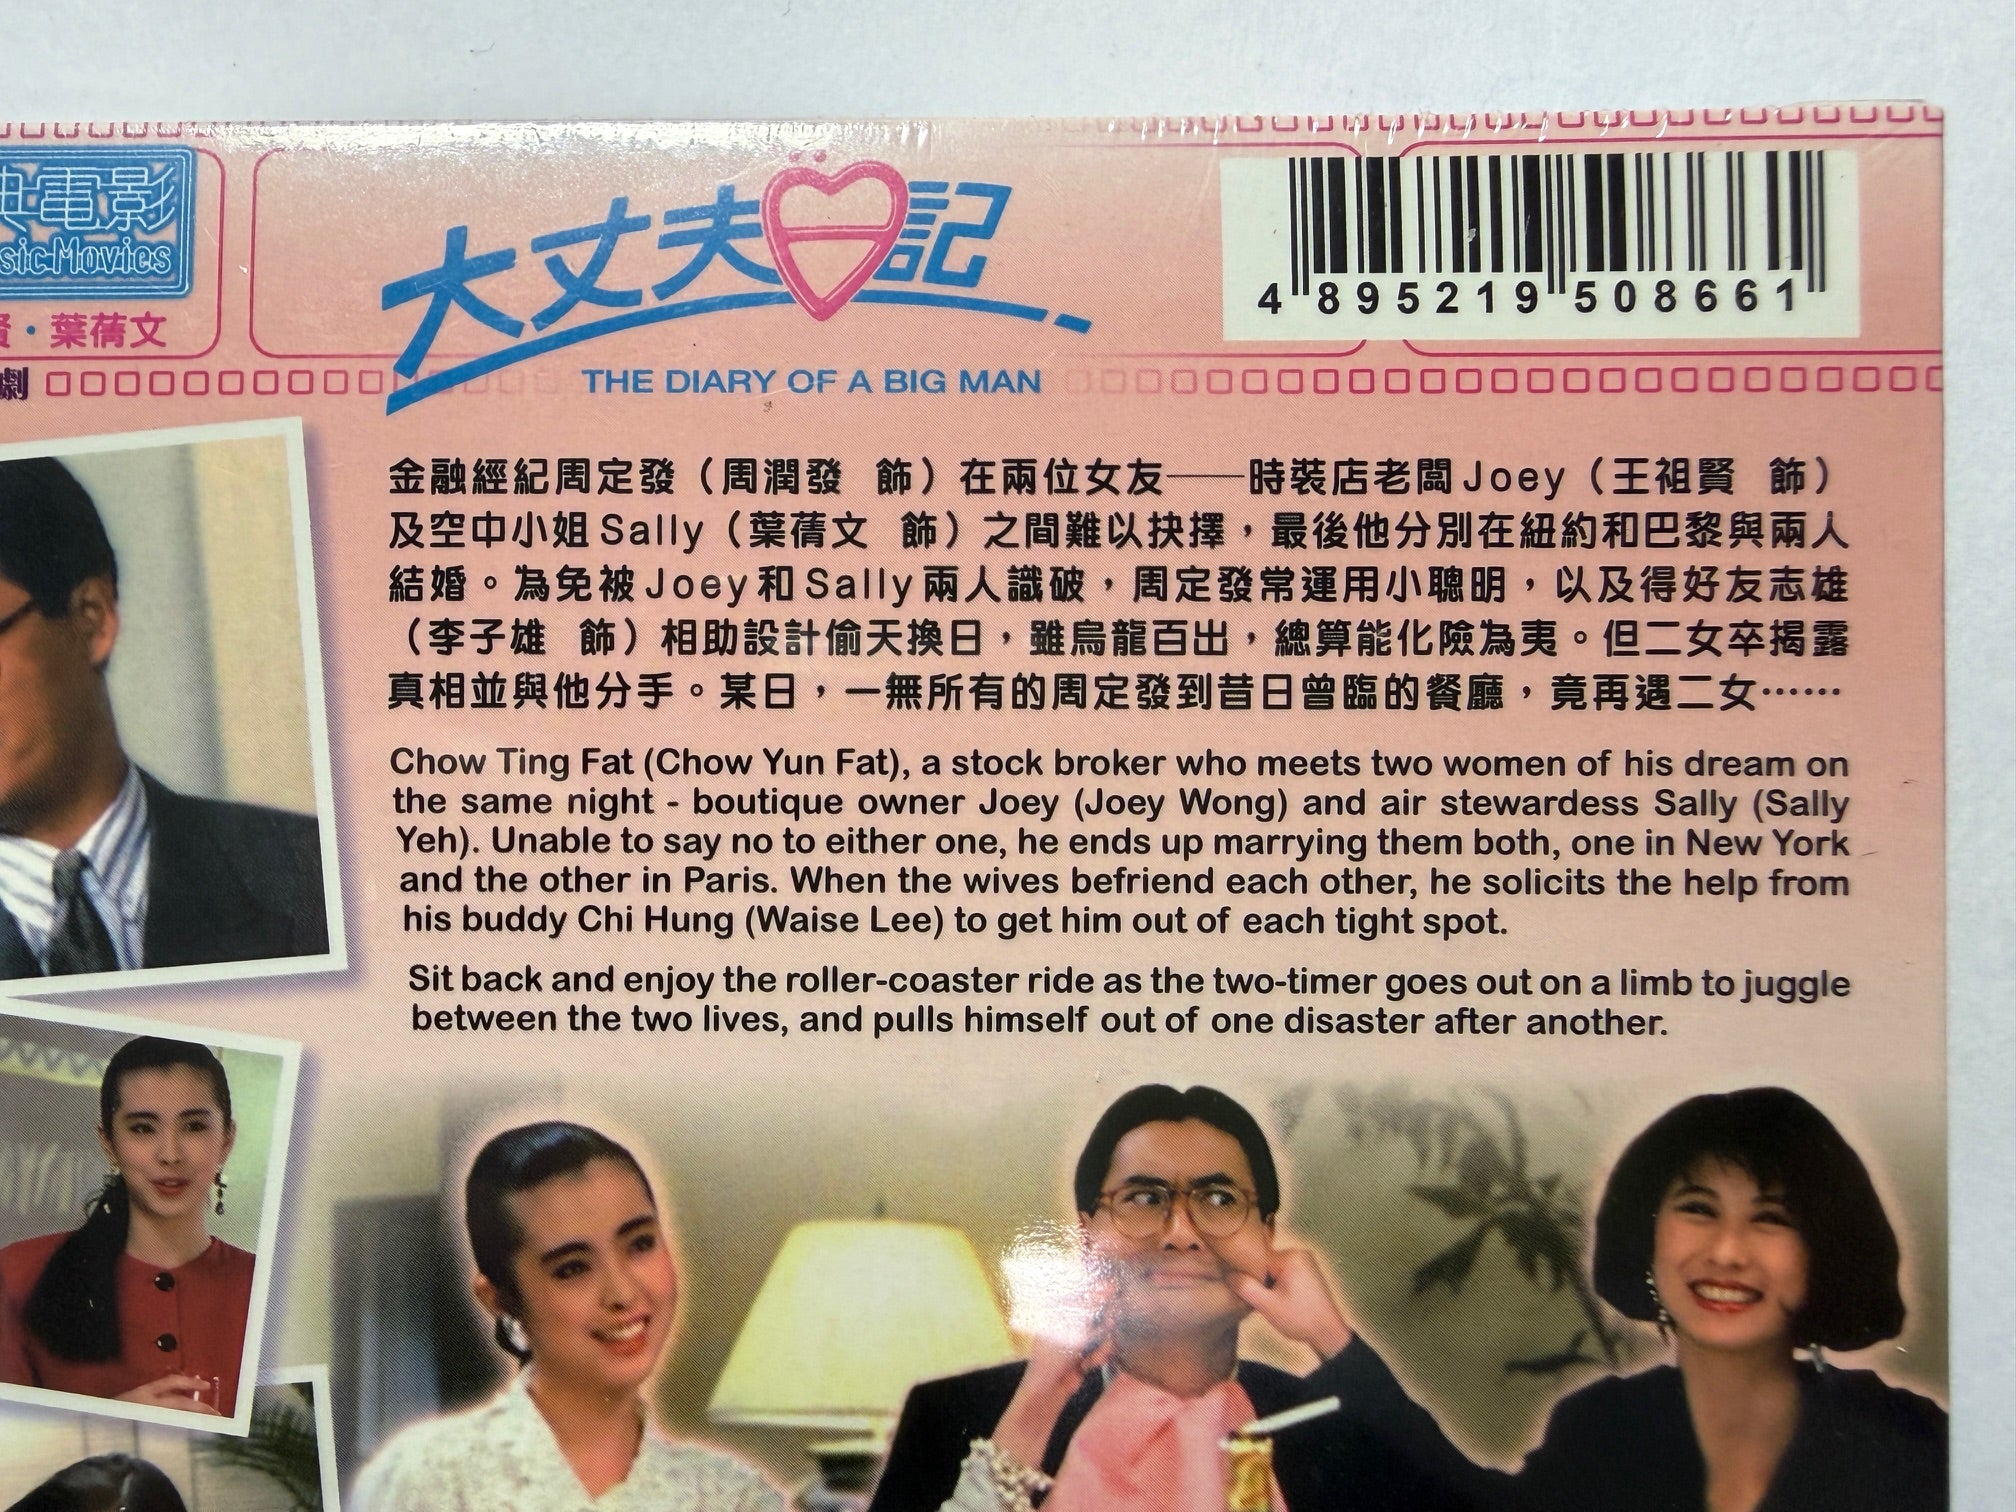 典電影
sicMovies
賢·葉蒨文
劇
大丈夫日記
THE DIARY OF A BIG MAN
4 895219 508661
金融經紀周定發（周潤發 飾）在兩位女友——時裝店老闆Joey（王祖賢 飾）
及空中小姐Sally（葉蒨文 飾）之間難以抉擇，最後他分別在紐約和巴黎與兩人
結婚。為免被Joey和Sally兩人識破，周定發常運用小聰明，以及得好友志雄
（李子雄 飾）相助設計偷天換日，雖烏龍百出，總算能化險為夷。但二女卒揭露
真相並與他分手。某日，一無所有的周定發到昔日曾臨的餐廳，竟再遇二女……
Chow Ting Fat (Chow Yun Fat), a stock broker who meets two women of his dream on
the same night - boutique owner Joey (Joey Wong) and air stewardess Sally (Sally
Yeh). Unable to say no to either one, he ends up marrying them both, one in New York
and the other in Paris. When the wives befriend each other, he solicits the help from
his buddy Chi Hung (Waise Lee) to get him out of each tight spot.
Sit back and enjoy the roller-coaster ride as the two-timer goes out on a limb to juggle
between the two lives, and pulls himself out of one disaster after another.